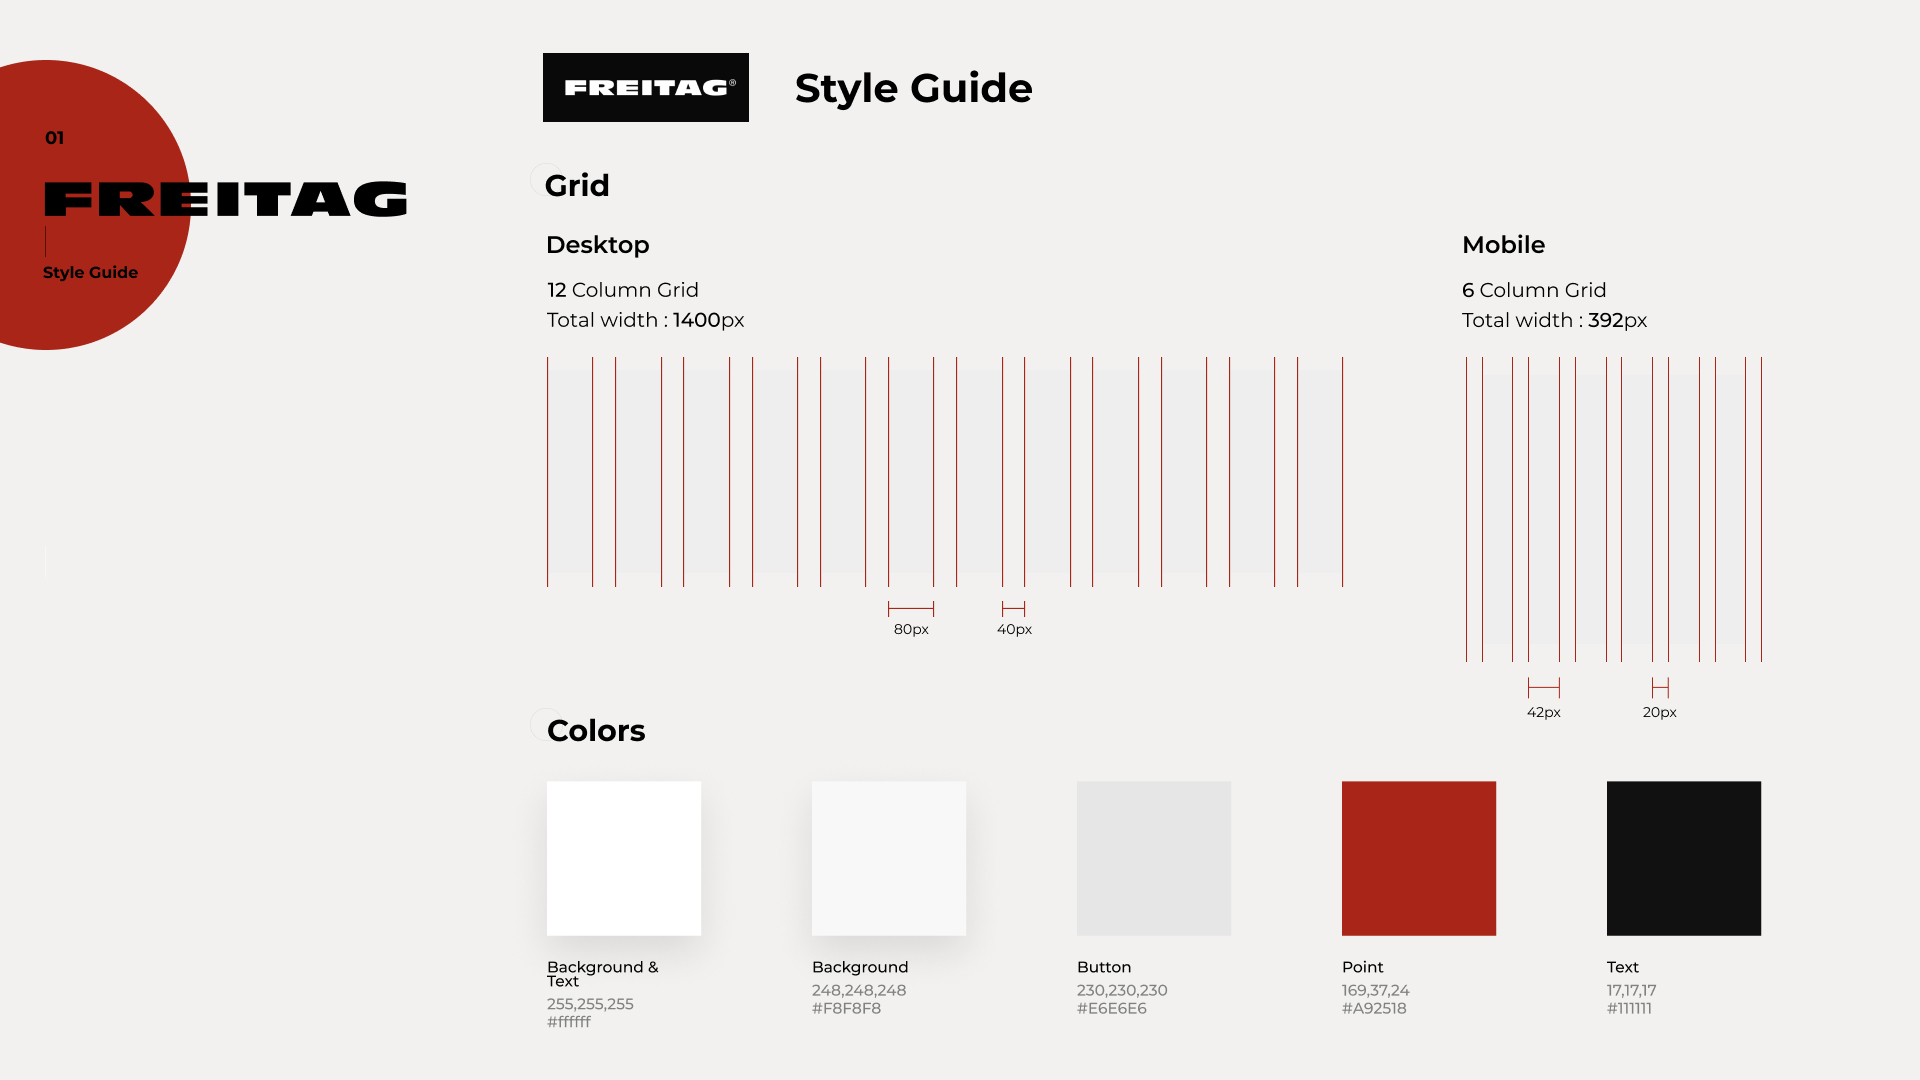 01
FREITAG
Style Guide
FREITAG®
Style Guide
Grid
Desktop
12 Column Grid
Total width : 1400px
80px
40px
Mobile
6 Column Grid
Total width : 392px
42px
20px
Colors
Background &
Text
255,255,255
#ffffff
Background
248,248,248
#F8F8F8
Button
230,230,230
#E6E6E6
Point
169,37,24
#A92518
Text
17,17,17
#111111